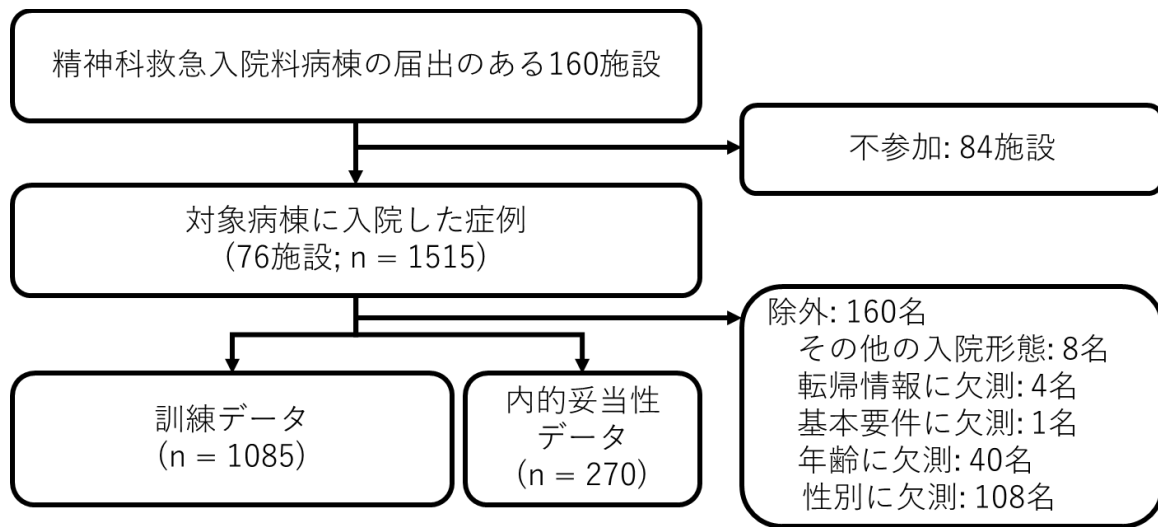 精神科救急入院料病棟の届出のある160施設
不参加: 84施設
対象病棟に入院した症例
(76施設; n = 1515)
除外: 160名
その他の入院形態: 8名
転帰情報に欠測: 4名
基本要件に欠測: 1名
年齢に欠測: 40名
性別に欠測: 108名
訓練データ
(n = 1085)
内的妥当性
データ
(n = 270)